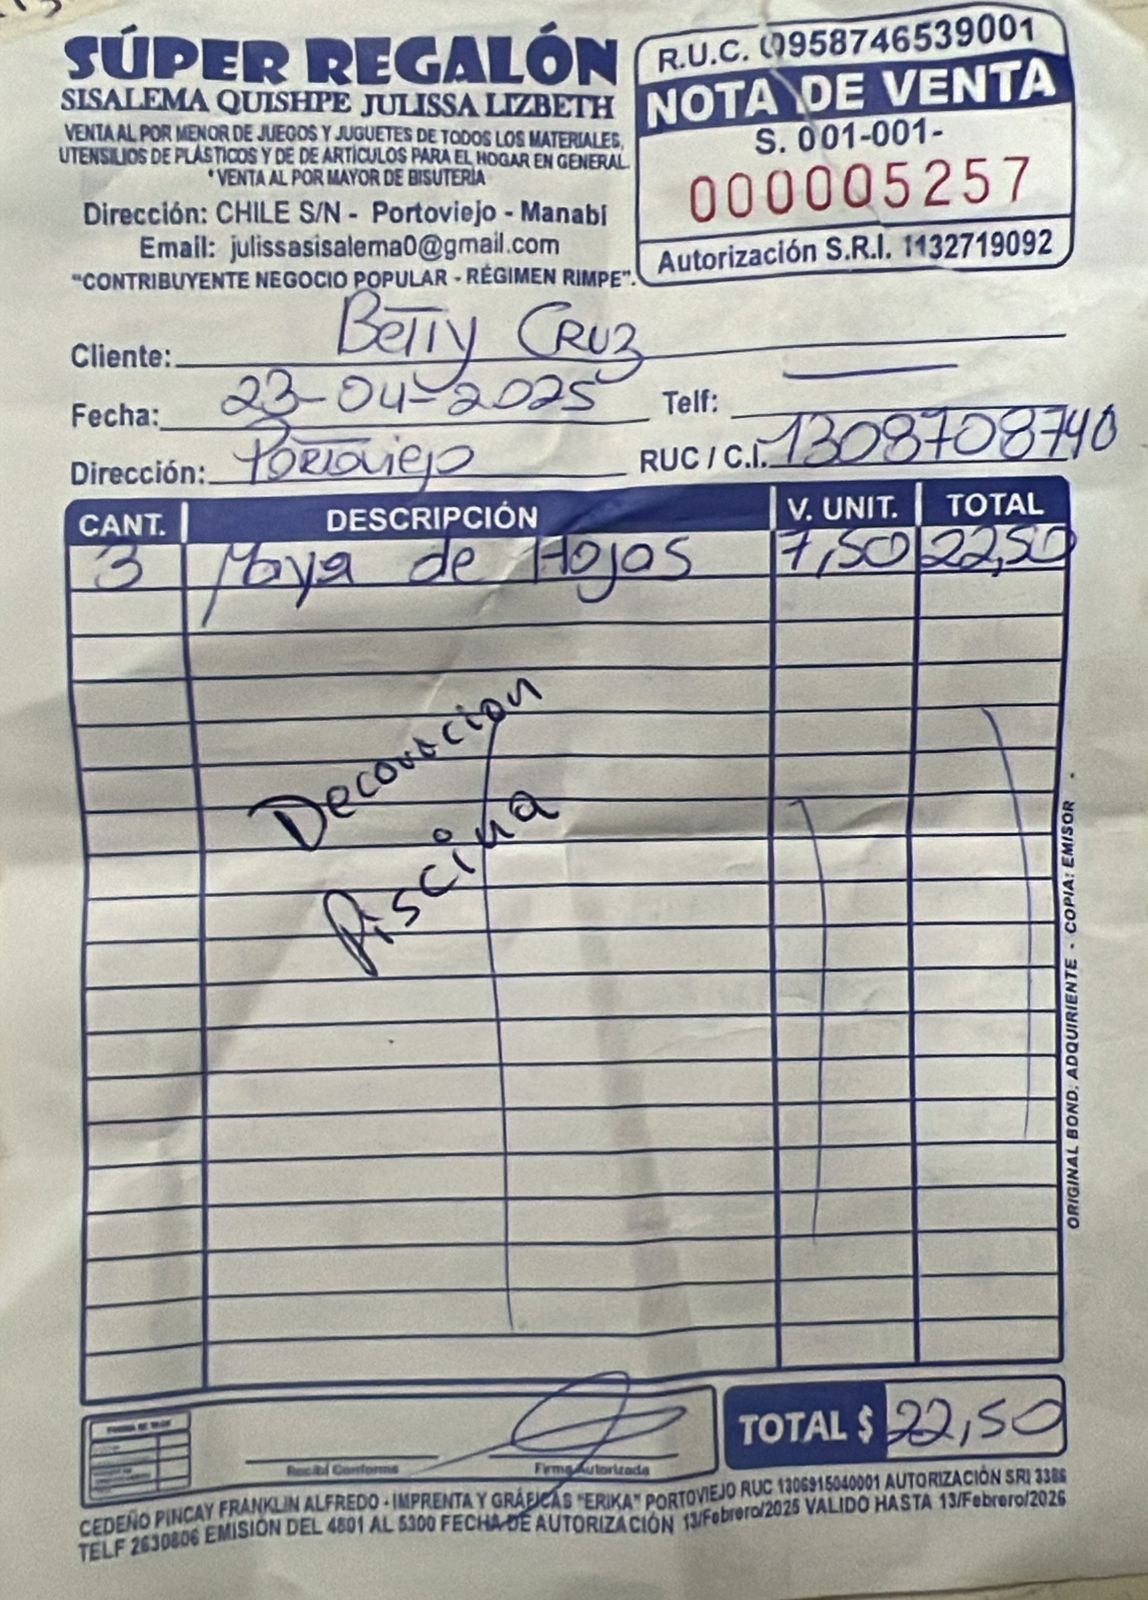 SÚPER REGALÓN
SISALEMA QUISHPE JULISSA LIZBETH
VENTA AL POR MENOR DE JUEGOS Y JUGUETES DE TODOS LOS MATERIALES,
UTENSILIOS DE PLÁSTICOS Y DE DE ARTÍCULOS PARA EL HOGAR EN GENERAL.
* VENTA AL POR MAYOR DE BISUTERÍA
Dirección: CHILE S/N - Portoviejo - Manabí
Email: julissasisalema0@gmail.com
"CONTRIBUYENTE NEGOCIO POPULAR - RÉGIMEN RIMPE".
R.U.C. 0958746539001
NOTA DE VENTA
S. 001-001-
000005257
Autorización S.R.I. 1132719092
Cliente: Betty Cruz
Fecha: 23-04-2025 Telf:
Dirección: Portoviejo RUC / C.I. 1308708740
CANT. DESCRIPCIÓN V. UNIT. TOTAL
3 Maya de Hojas 7,50 22,50
Decoracion
Piscina
ORIGINAL BOND, ADQUIRIENTE - COPIA: EMISOR
Recibí Conforme Firma Autorizada
TOTAL $ 22,50
CEDEÑO PINCAY FRANKLIN ALFREDO - IMPRENTA Y GRÁFICAS "ERIKA" PORTOVIEJO RUC 1306915040001 AUTORIZACIÓN SRI 3386
TELF 2630806 EMISIÓN DEL 4801 AL 5300 FECHA DE AUTORIZACIÓN 13/Febrero/2025 VALIDO HASTA 13/Febrero/2026